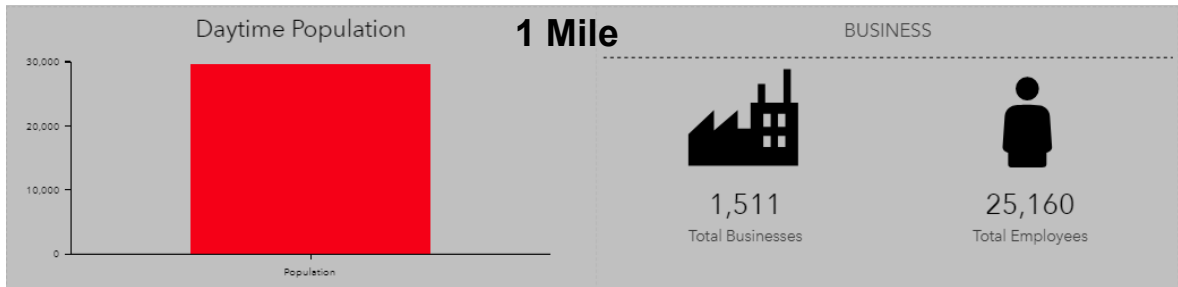 Daytime Population
1 Mile
BUSINESS
30,000
20,000
10,000
0
Population
1,511
Total Businesses
25,160
Total Employees